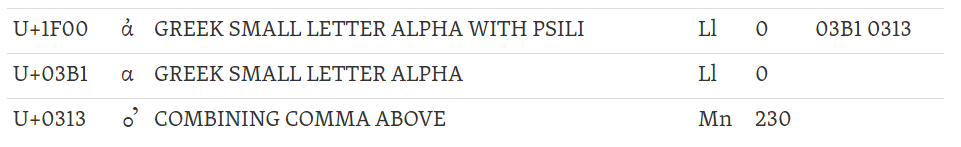 U+1F00 ἀ GREEK SMALL LETTER ALPHA WITH PSILI Ll 0 03B1 0313
U+03B1 α GREEK SMALL LETTER ALPHA Ll 0
U+0313 ◌̓ COMBINING COMMA ABOVE Mn 230